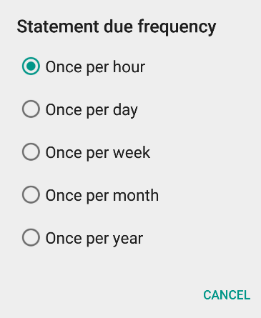 Statement due frequency
Once per hour
Once per day
Once per week
Once per month
Once per year
CANCEL